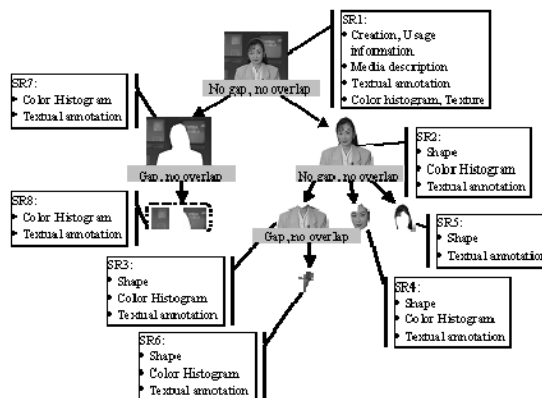 SR1:
• Creation, Usage
information
• Media description
• Textual annotation
• Color histogram, Texture
No gap, no overlap
SR7:
• Color Histogram
• Textual annotation
SR2:
• Shape
• Color Histogram
• Textual annotation
Gap, no overlap
No gap, no overlap
SR8:
• Color Histogram
• Textual annotation
SR5:
• Shape
• Textual annotation
Gap, no overlap
SR3:
• Shape
• Color Histogram
• Textual annotation
SR4:
• Shape
• Color Histogram
• Textual annotation
SR6:
• Shape
• Color Histogram
• Textual annotation